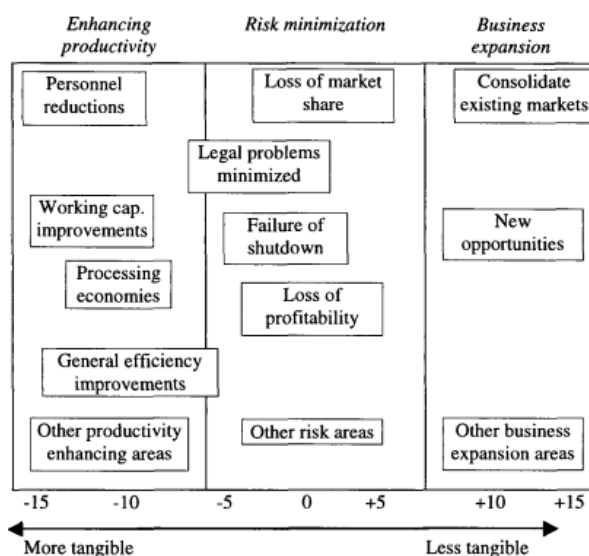 Enhancing productivity
Risk minimization
Business expansion
Personnel
reductions
Loss of market
share
Consolidate
existing markets
Legal problems
minimized
Working cap.
improvements
Failure of
shutdown
New
opportunities
Processing
economies
Loss of
profitability
General efficiency
improvements
Other productivity
enhancing areas
Other risk areas
Other business
expansion areas
-15 -10 -5 0 +5 +10 +15
More tangible Less tangible